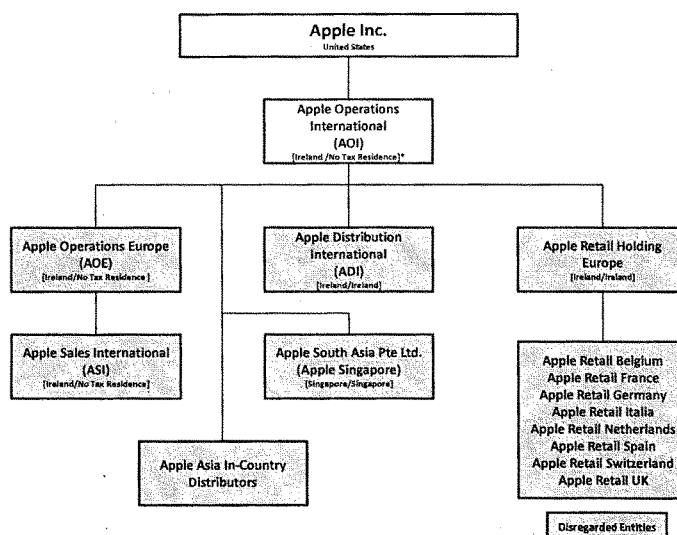 Apple Inc.
United States
Apple Operations
International
(AOI)
[Ireland /No Tax Residence]*
Apple Operations Europe
(AOE)
[Ireland/No Tax Residence ]
Apple Distribution
International
(ADI)
[Ireland/Ireland]
Apple Retail Holding
Europe
[Ireland/Ireland]
Apple Sales International
(ASI)
[Ireland/No Tax Residence]
Apple South Asia Pte Ltd.
(Apple Singapore)
[Singapore/Singapore]
Apple Retail Belgium
Apple Retail France
Apple Retail Germany
Apple Retail Italia
Apple Retail Netherlands
Apple Retail Spain
Apple Retail Switzerland
Apple Retail UK
Apple Asia In-Country
Distributors
Disregarded Entities